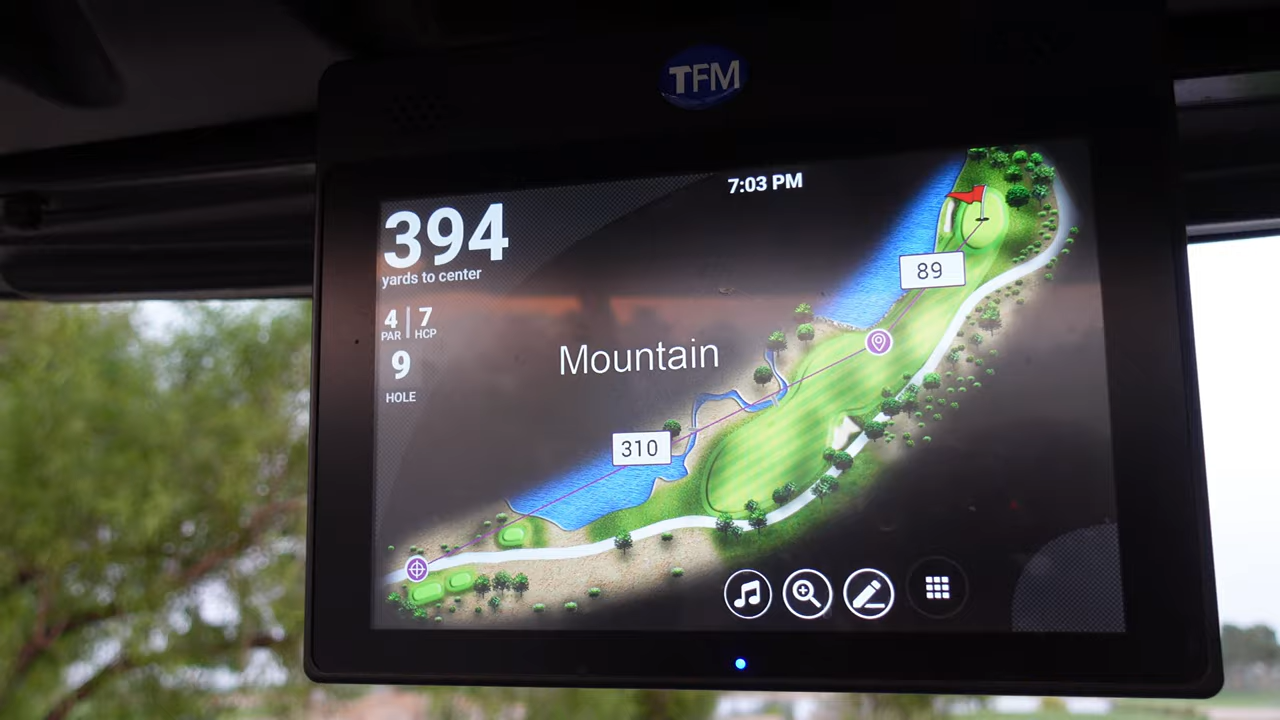 TFM
7:03 PM
394
yards to center
4 | 7
PAR HCP
9
HOLE
Mountain
89
310